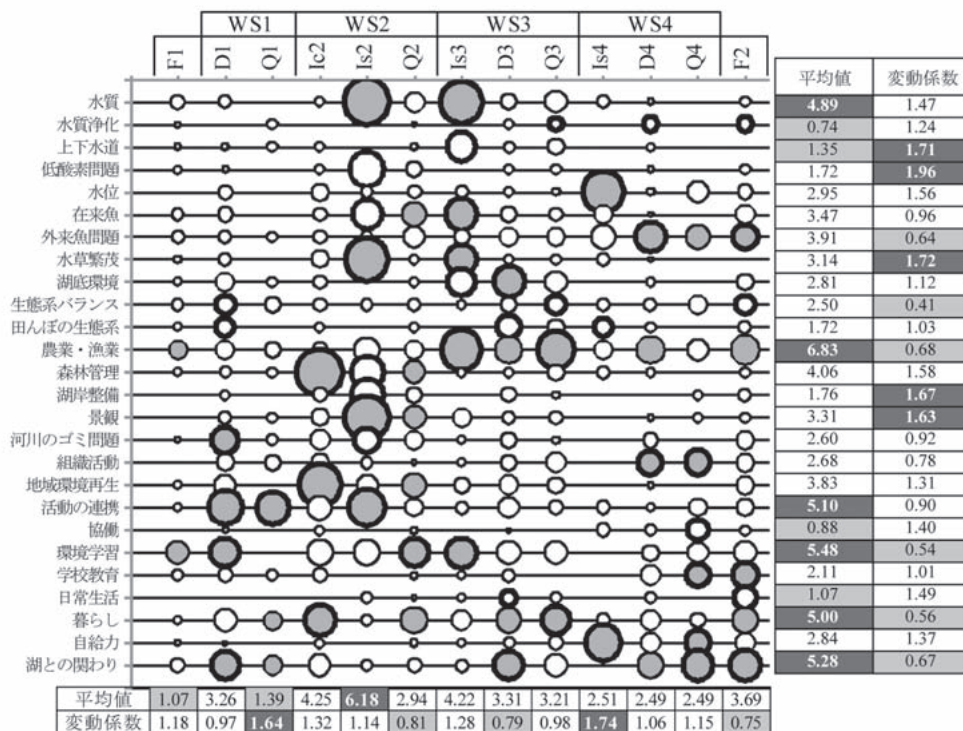 WS1 WS2 WS3 WS4
F1 D1 Q1 Ic2 Is2 Q2 Is3 D3 Q3 Is4 D4 Q4 F2
平均値 変動係数
水質 4.89 1.47
水質浄化 0.74 1.24
上下水道 1.35 1.71
低酸素問題 1.72 1.96
水位 2.95 1.56
在来魚 3.47 0.96
外来魚問題 3.91 0.64
水草繁茂 3.14 1.72
湖底環境 2.81 1.12
生態系バランス 2.50 0.41
田んぼの生態系 1.72 1.03
農業・漁業 6.83 0.68
森林管理 4.06 1.58
湖岸整備 1.76 1.67
景観 3.31 1.63
河川のゴミ問題 2.60 0.92
組織活動 2.68 0.78
地域環境再生 3.83 1.31
活動の連携 5.10 0.90
協働 0.88 1.40
環境学習 5.48 0.54
学校教育 2.11 1.01
日常生活 1.07 1.49
暮らし 5.00 0.56
自給力 2.84 1.37
湖との関わり 5.28 0.67
平均値 1.07 3.26 1.39 4.25 6.18 2.94 4.22 3.31 3.21 2.51 2.49 2.49 3.69
変動係数 1.18 0.97 1.64 1.32 1.14 0.81 1.28 0.79 0.98 1.74 1.06 1.15 0.75